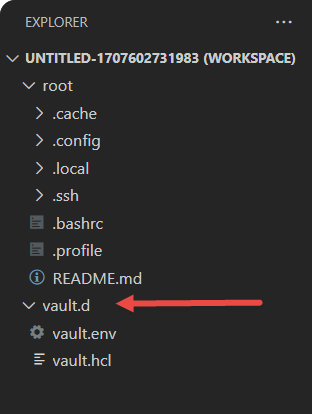 EXPLORER
UNTITLED-1707602731983 (WORKSPACE)
root
.cache
.config
.local
.ssh
.bashrc
.profile
README.md
vault.d
vault.env
vault.hcl